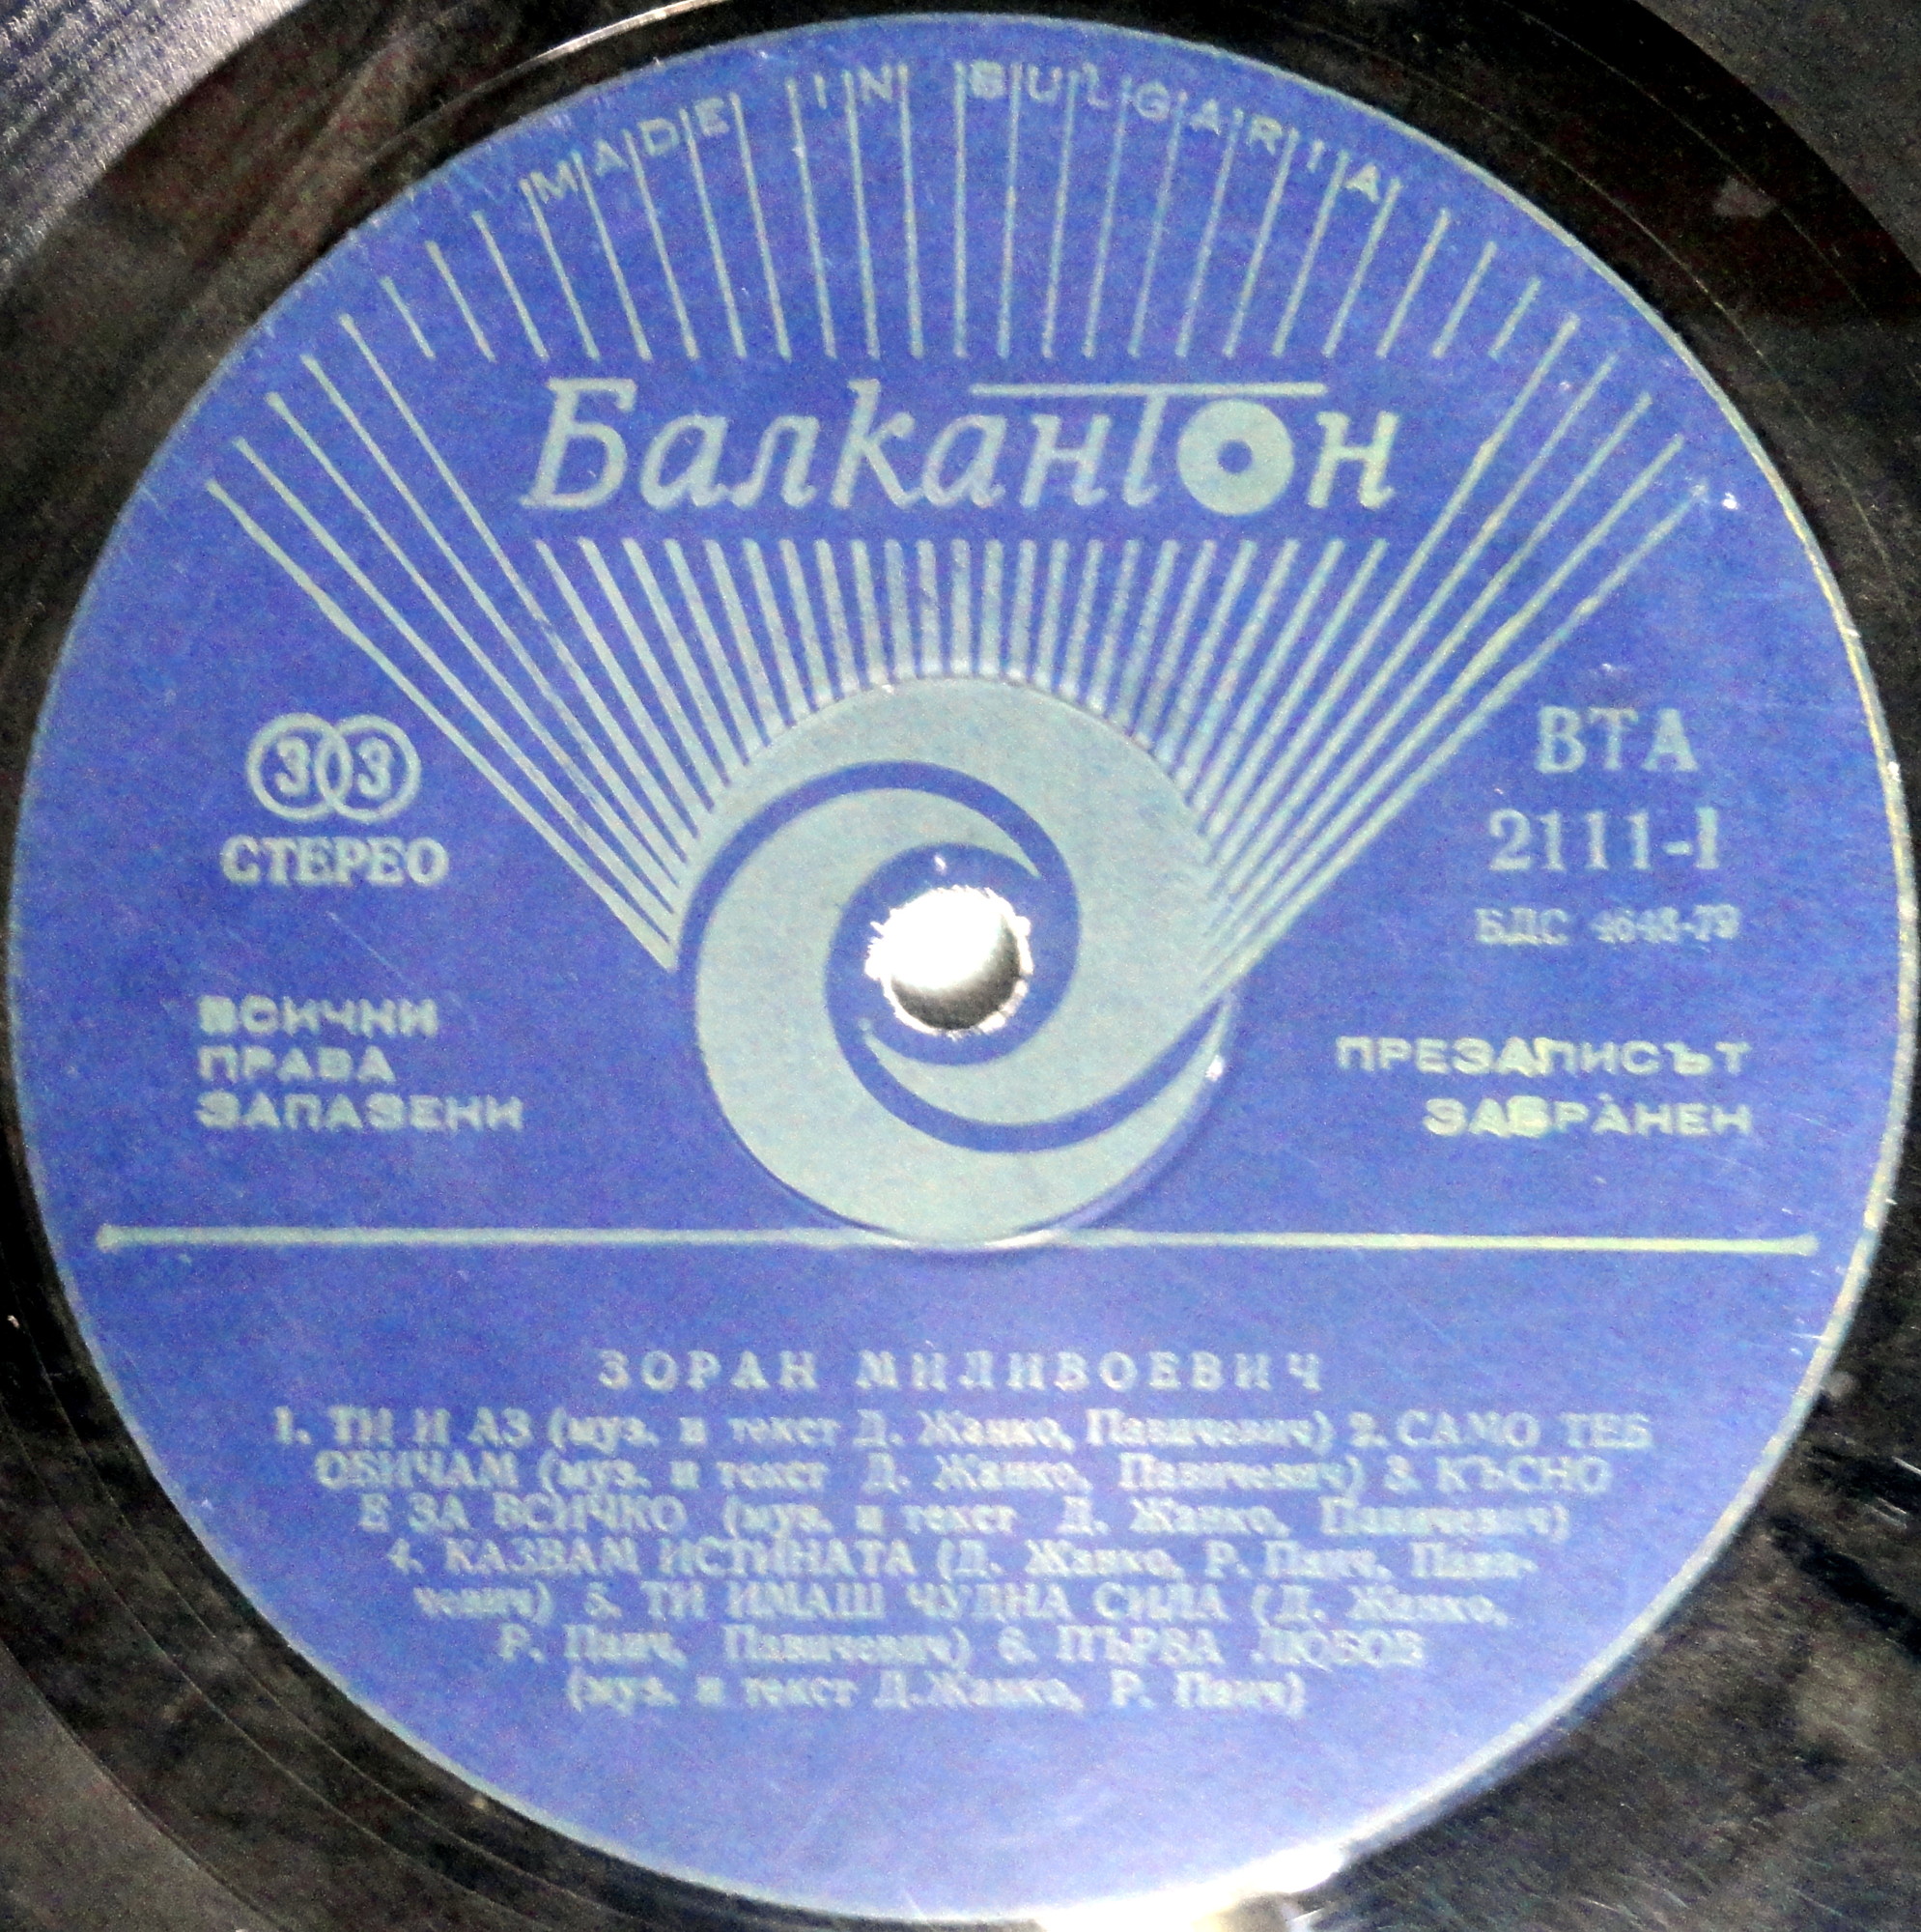 MADE IN BULGARIA
Балкантон
33
СТЕРЕО
ВТА
2111-I
БДС 4648-79
ВСИЧКИ
ПРАВА
ЗАПАЗЕНИ
ПРЕЗАПИСЪТ
ЗАБРАНЕН
ЗОРАН МИЛИВОЕВИЧ
1. ТИ И АЗ (муз. и текст Д. Жанко, Павичевич) 2. САМО ТЕБ
ОБИЧАМ (муз. и текст Д. Жанко, Павичевич) 3. КЪСНО
Е ЗА ВСИЧКО (муз. и текст Д. Жанко, Павичевич)
4. КАЗВАМ ИСТИНАТА (Д. Жанко, Р. Паич, Пави-
чевич) 5. ТИ ИМАШ ЧУДНА СИЛА (Д. Жанко,
Р. Паич, Павичевич) 6. ПЪРВА ЛЮБОВ
(муз. и текст Д.Жанко, Р. Паич)